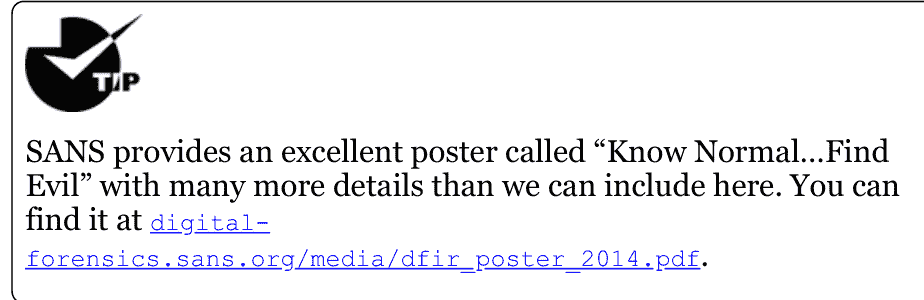 TIP
SANS provides an excellent poster called “Know Normal...Find
Evil” with many more details than we can include here. You can
find it at digital-
forensics.sans.org/media/dfir_poster_2014.pdf.